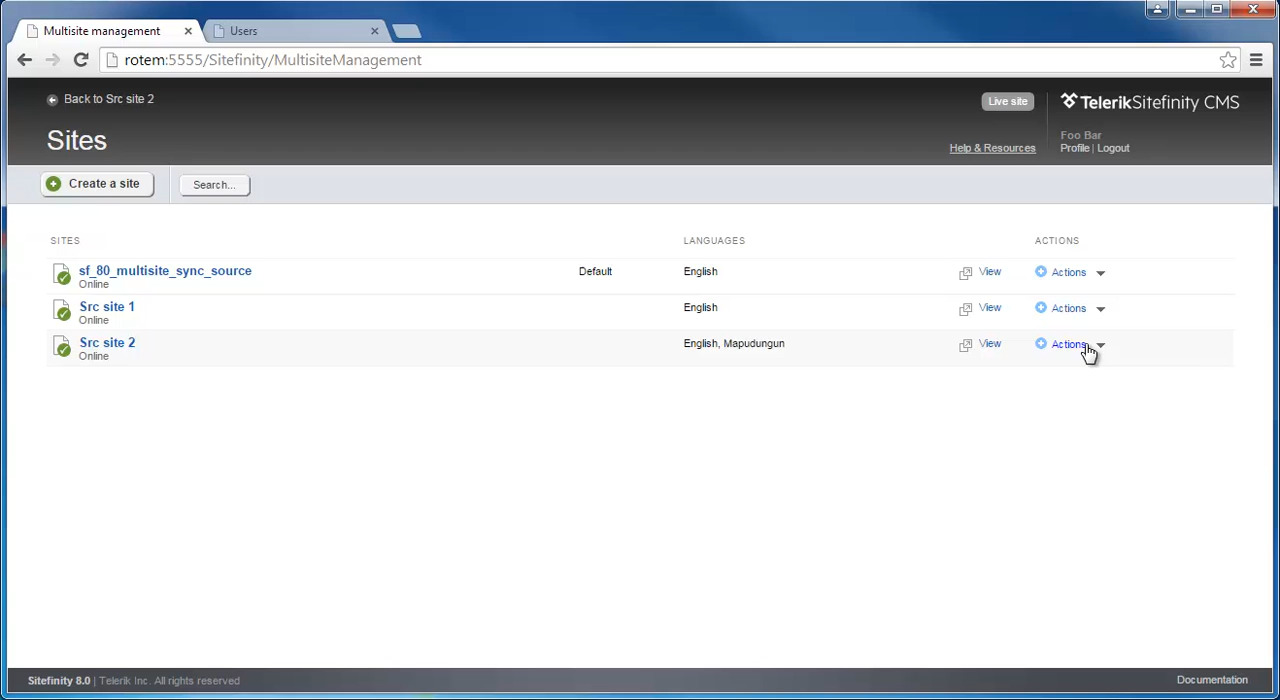 Multisite management
Users
rotem:5555/Sitefinity/MultisiteManagement
Back to Src site 2
Live site
Telerik Sitefinity CMS
Sites
Foo Bar
Help & Resources
Profile | Logout
Create a site
Search...
SITES LANGUAGES ACTIONS
sf_80_multisite_sync_source Default English View Actions
Online
Src site 1 English View Actions
Online
Src site 2 English, Mapudungun View Actions
Online
Sitefinity 8.0 | Telerik Inc. All rights reserved
Documentation